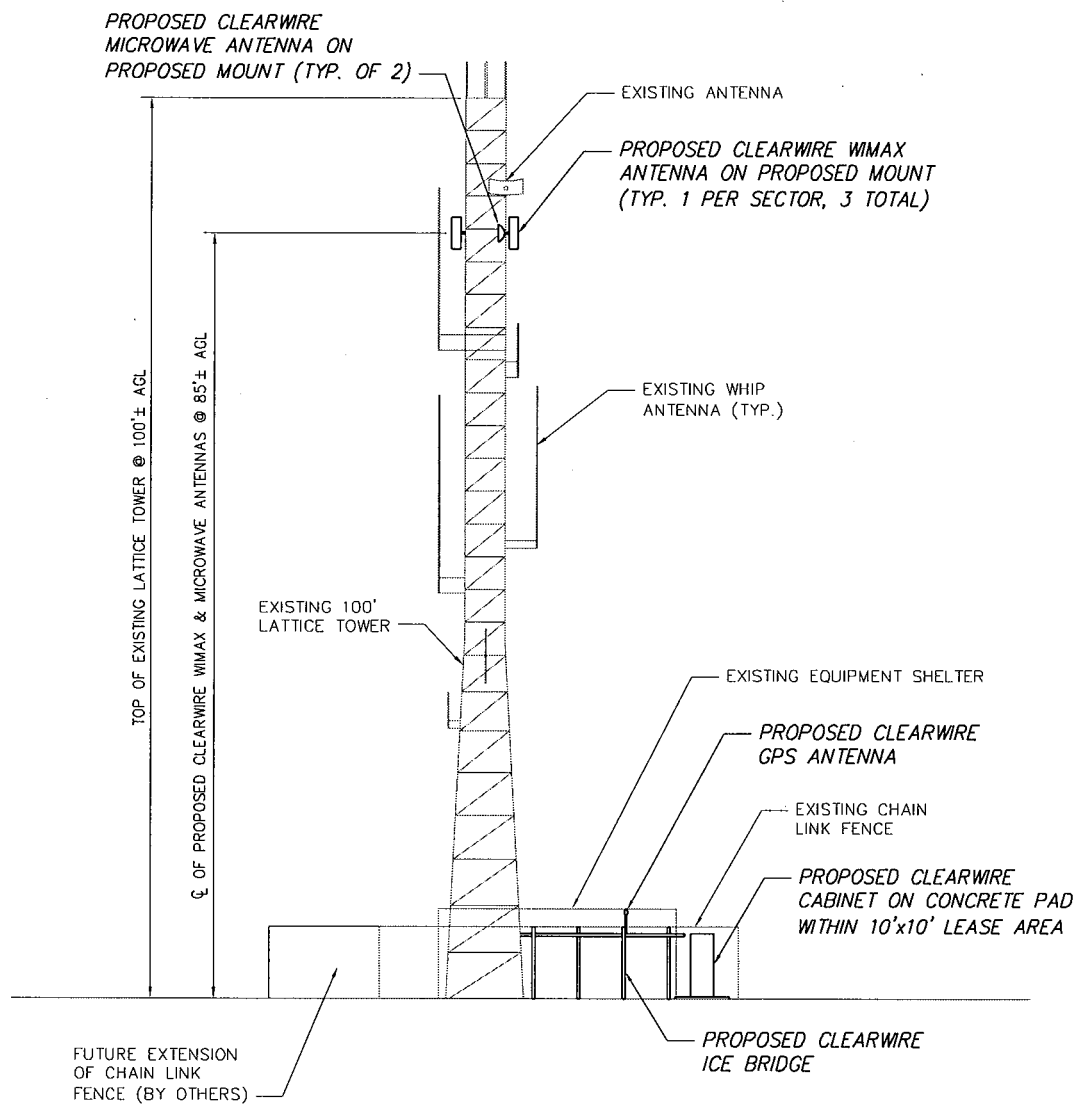 PROPOSED CLEARWIRE
MICROWAVE ANTENNA ON
PROPOSED MOUNT (TYP. OF 2)
EXISTING ANTENNA
PROPOSED CLEARWIRE WIMAX
ANTENNA ON PROPOSED MOUNT
(TYP. 1 PER SECTOR, 3 TOTAL)
TOP OF EXISTING LATTICE TOWER @ 100'± AGL
℄ OF PROPOSED CLEARWIRE WIMAX & MICROWAVE ANTENNAS @ 85'± AGL
EXISTING WHIP
ANTENNA (TYP.)
EXISTING 100'
LATTICE TOWER
EXISTING EQUIPMENT SHELTER
PROPOSED CLEARWIRE
GPS ANTENNA
EXISTING CHAIN
LINK FENCE
PROPOSED CLEARWIRE
CABINET ON CONCRETE PAD
WITHIN 10'x10' LEASE AREA
PROPOSED CLEARWIRE
ICE BRIDGE
FUTURE EXTENSION
OF CHAIN LINK
FENCE (BY OTHERS)